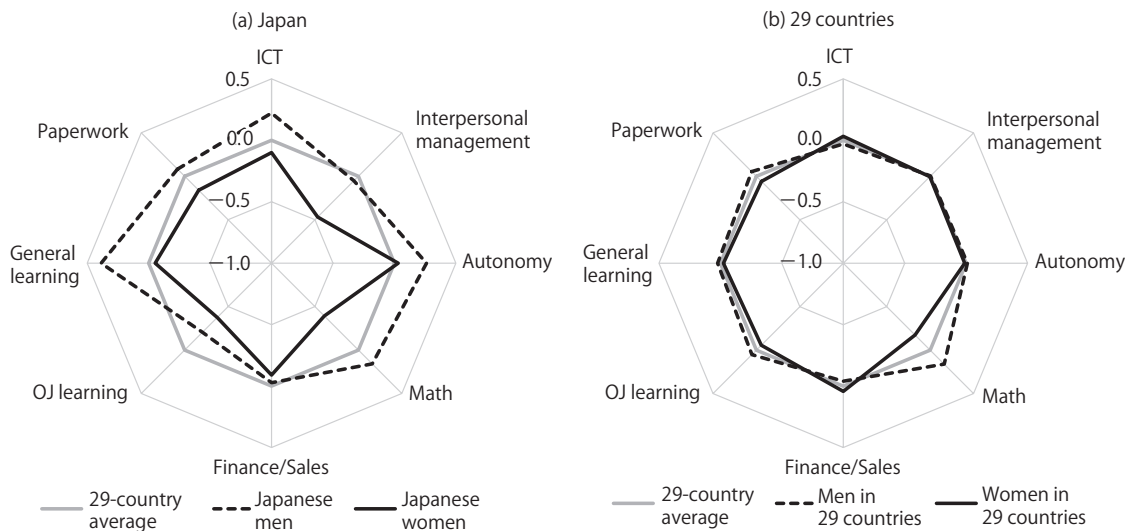 (a) Japan
ICT
0.5
Interpersonal
management
Paperwork
0.0
−0.5
General
learning
−1.0
Autonomy
OJ learning
Math
Finance/Sales
29-country
average
Japanese
men
Japanese
women
(b) 29 countries
ICT
0.5
Interpersonal
management
Paperwork
0.0
−0.5
General
learning
−1.0
Autonomy
OJ learning
Math
Finance/Sales
29-country
average
Men in
29 countries
Women in
29 countries